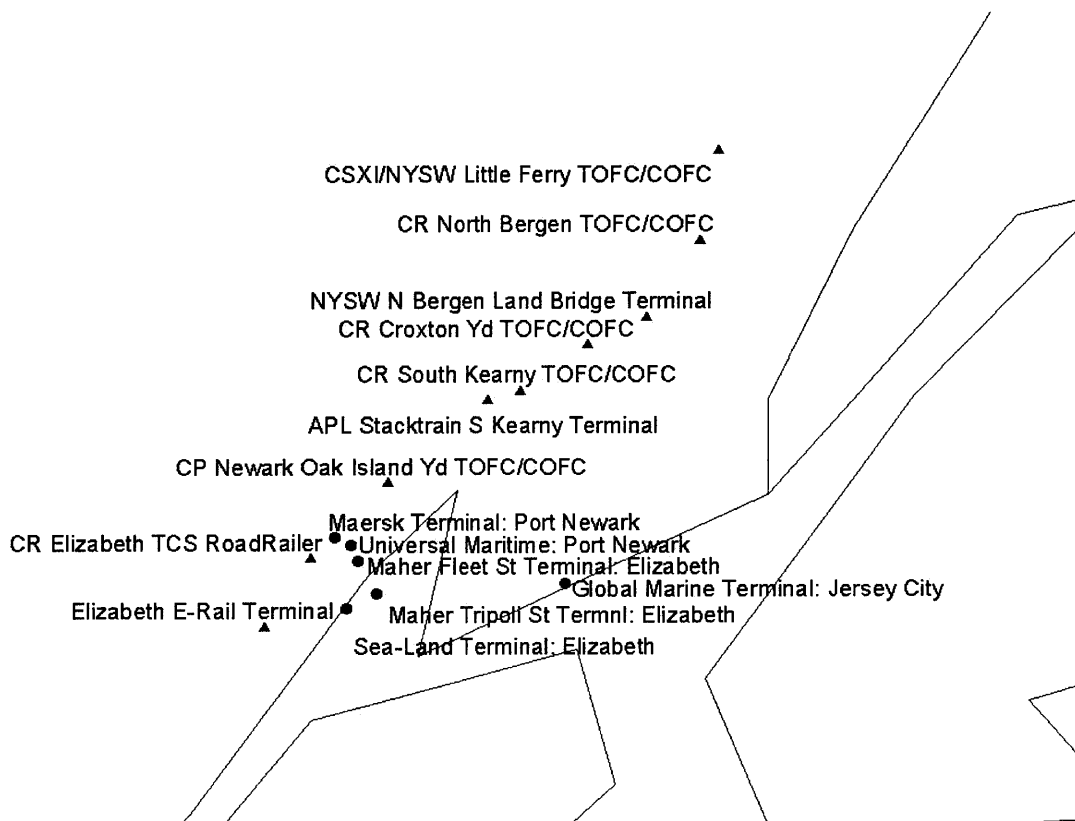 CSXI/NYSW Little Ferry TOFC/COFC
CR North Bergen TOFC/COFC
NYSW N Bergen Land Bridge Terminal
CR Croxton Yd TOFC/COFC
CR South Kearny TOFC/COFC
APL Stacktrain S Kearny Terminal
CP Newark Oak Island Yd TOFC/COFC
Maersk Terminal: Port Newark
CR Elizabeth TCS RoadRailer
Universal Maritime: Port Newark
Maher Fleet St Terminal: Elizabeth
Global Marine Terminal: Jersey City
Elizabeth E-Rail Terminal
Maher Tripoli St Termnl: Elizabeth
Sea-Land Terminal: Elizabeth